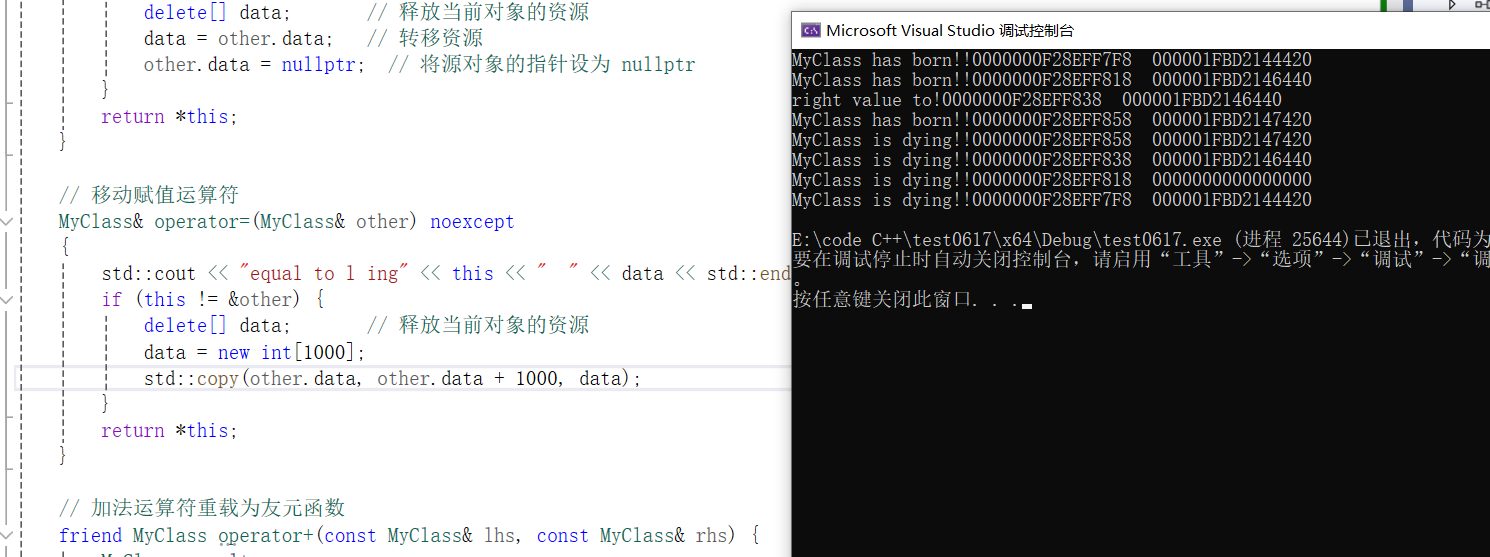 delete[] data;       // 释放当前对象的资源
data = other.data;   // 转移资源
other.data = nullptr;  // 将源对象的指针设为 nullptr
}
return *this;
}
// 移动赋值运算符
MyClass& operator=(MyClass& other) noexcept
{
std::cout << "equal to l ing" << this << "  " << data << std::end
if (this != &other) {
delete[] data;       // 释放当前对象的资源
data = new int[1000];
std::copy(other.data, other.data + 1000, data);
}
return *this;
}
// 加法运算符重载为友元函数
friend MyClass operator+(const MyClass& lhs, const MyClass& rhs) {
Microsoft Visual Studio 调试控制台
MyClass has born!!0000000F28EFF7F8  000001FBD2144420
MyClass has born!!0000000F28EFF818  000001FBD2146440
right value to!0000000F28EFF838  000001FBD2146440
MyClass has born!!0000000F28EFF858  000001FBD2147420
MyClass is dying!!0000000F28EFF858  000001FBD2147420
MyClass is dying!!0000000F28EFF838  000001FBD2146440
MyClass is dying!!0000000F28EFF818  0000000000000000
MyClass is dying!!0000000F28EFF7F8  000001FBD2144420
E:\code C++\test0617\x64\Debug\test0617.exe (进程 25644)已退出，代码为
要在调试停止时自动关闭控制台，请启用“工具”->“选项”->“调试”->“调
。
按任意键关闭此窗口. . .